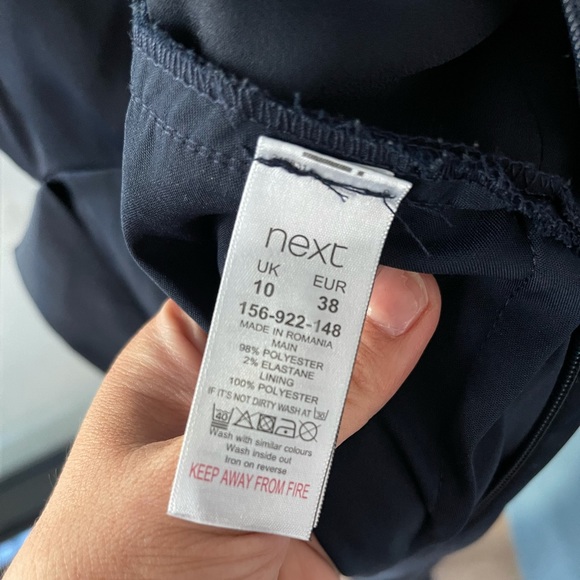 next
UK EUR
10 38
156-922-148
MADE IN ROMANIA
MAIN
98% POLYESTER
2% ELASTANE
LINING
100% POLYESTER
IF IT'S NOT DIRTY WASH AT 30
40
Wash with similar colours
Wash inside out
Iron on reverse
KEEP AWAY FROM FIRE